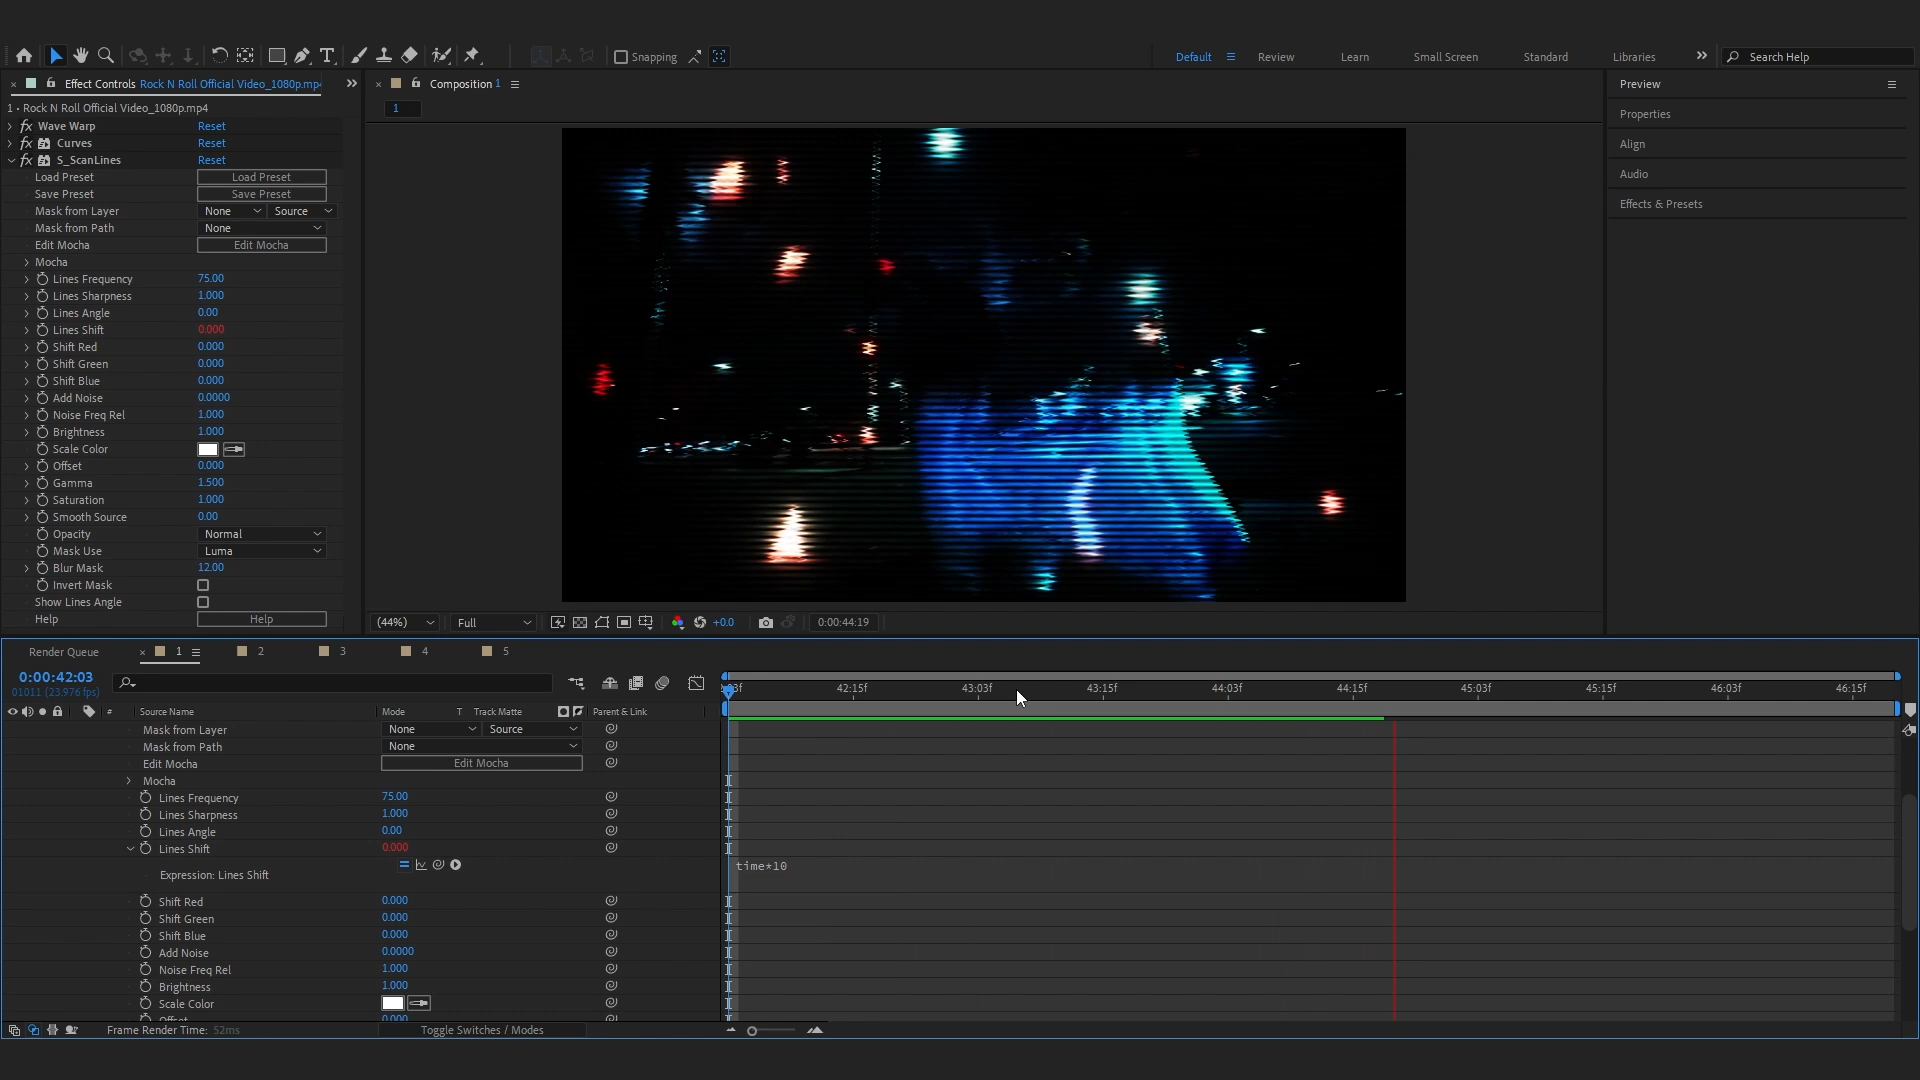 Snapping
Default
Review
Learn
Small Screen
Standard
Libraries
Search Help
Effect Controls Rock N Roll Official Video_1080p.mp4
Composition 1
Preview
1 • Rock N Roll Official Video_1080p.mp4
1
Properties
Wave Warp Reset
Curves Reset
Align
S_ScanLines Reset
Load Preset Load Preset
Audio
Save Preset Save Preset
Mask from Layer None Source
Effects & Presets
Mask from Path None
Edit Mocha Edit Mocha
Mocha
Lines Frequency 75.00
Lines Sharpness 1.000
Lines Angle 0.00
Lines Shift 0.000
Shift Red 0.000
Shift Green 0.000
Shift Blue 0.000
Add Noise 0.0000
Noise Freq Rel 1.000
Brightness 1.000
Scale Color
Offset 0.000
Gamma 1.500
Saturation 1.000
Smooth Source 0.00
Opacity Normal
Mask Use Luma
Blur Mask 12.00
Invert Mask
Show Lines Angle
Help Help
(44%) Full +0.0 0:00:44:19
Render Queue 1 2 3 4 5
0:00:42:03
01011 (23.976 fps)
42:15f 43:03f 43:15f 44:03f 44:15f 45:03f 45:15f 46:03f 46:15f
# Source Name Mode T Track Matte Parent & Link
Mask from Layer None Source
Mask from Path None
Edit Mocha Edit Mocha
Mocha
Lines Frequency 75.00
Lines Sharpness 1.000
Lines Angle 0.00
Lines Shift 0.000
time*10
Expression: Lines Shift
Shift Red 0.000
Shift Green 0.000
Shift Blue 0.000
Add Noise 0.0000
Noise Freq Rel 1.000
Brightness 1.000
Scale Color
Offset 0.000
Frame Render Time: 52ms Toggle Switches / Modes